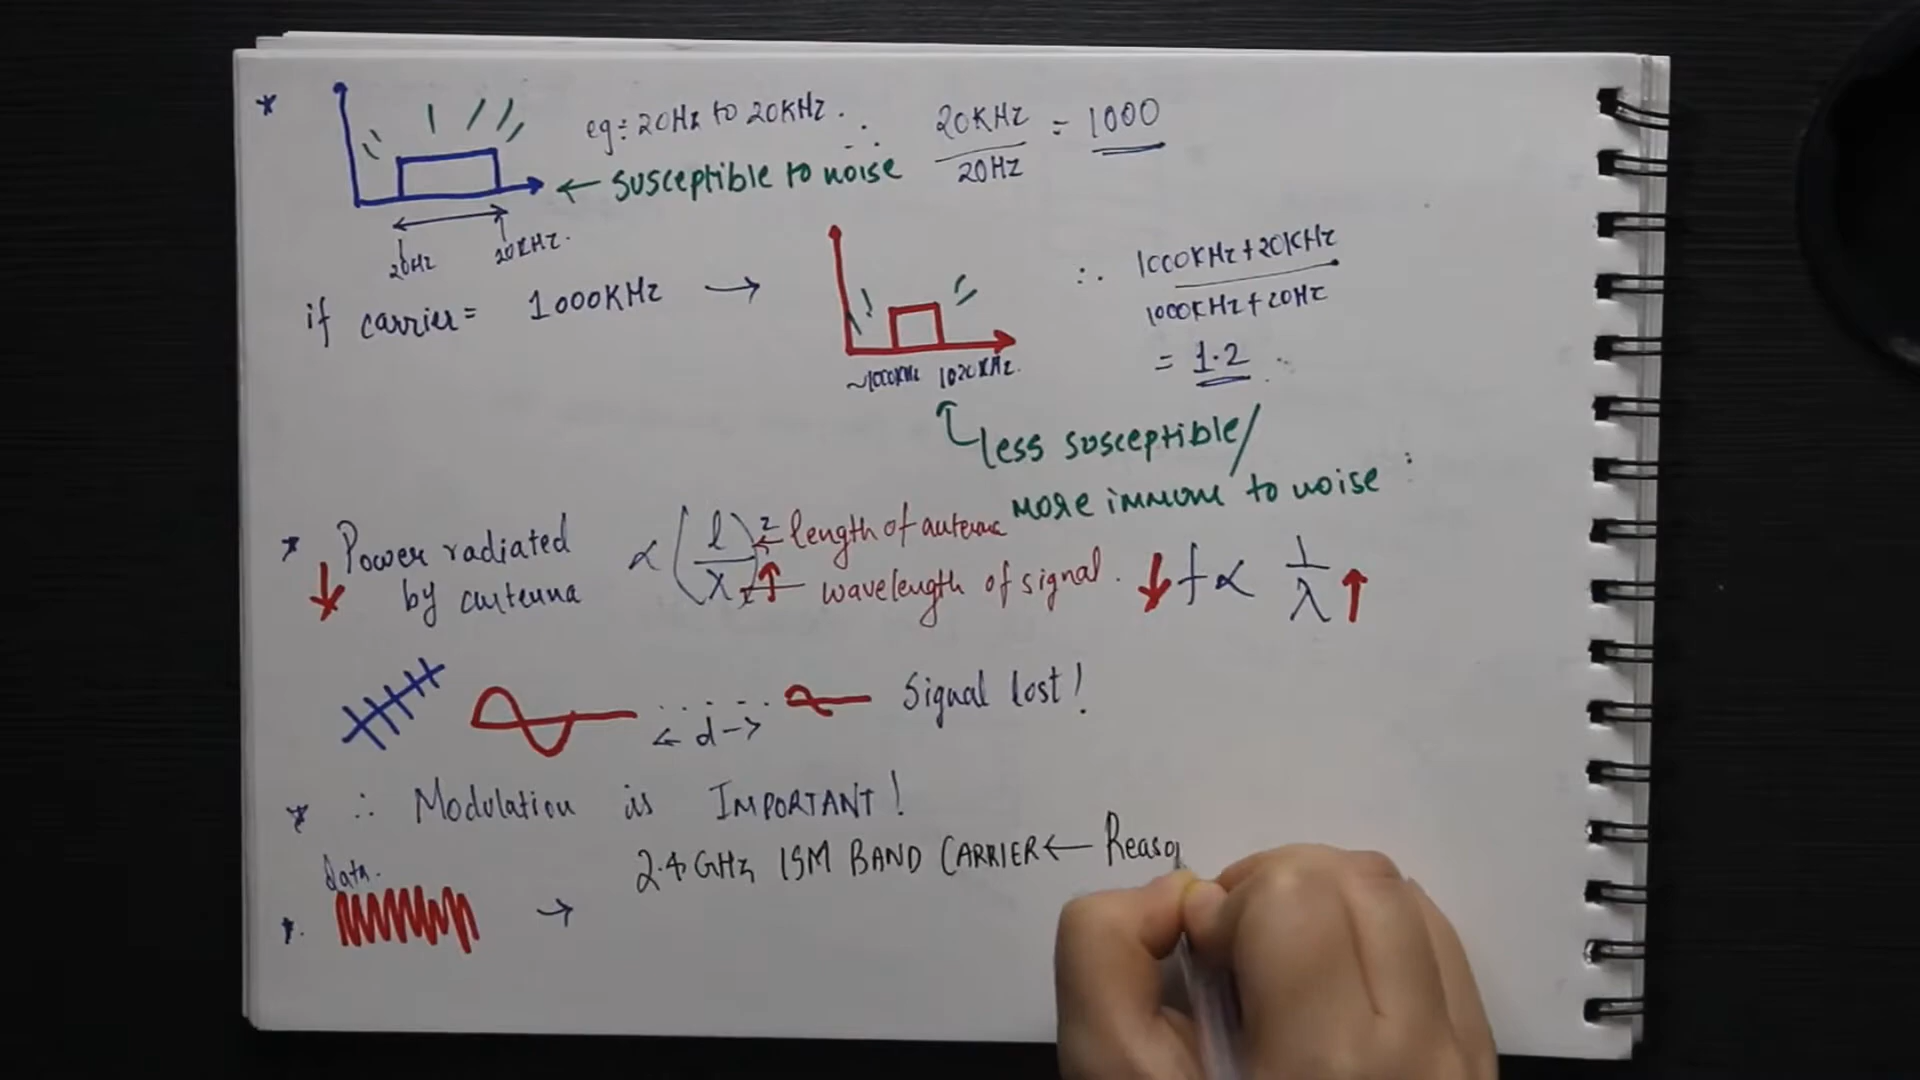 * eg:- 20Hz to 20KHz. ∴ 20KHz / 20Hz = 1000
← susceptible to noise
20Hz 20KHz.
if carrier = 1000KHz → ∴ 1000KHz+20KHz / 1000KHz+20Hz
= 1.2
~1000KHz 1020KHz.
less susceptible/
more immune to noise
* Power radiated by antenna ∝ (l/λ)² ← length of antenna
← wavelength of signal. ↓ f ∝ 1/λ ↑
← d → Signal lost!
* ∴ Modulation is IMPORTANT!
data. → 2.4 GHz ISM BAND CARRIER ← Reaso